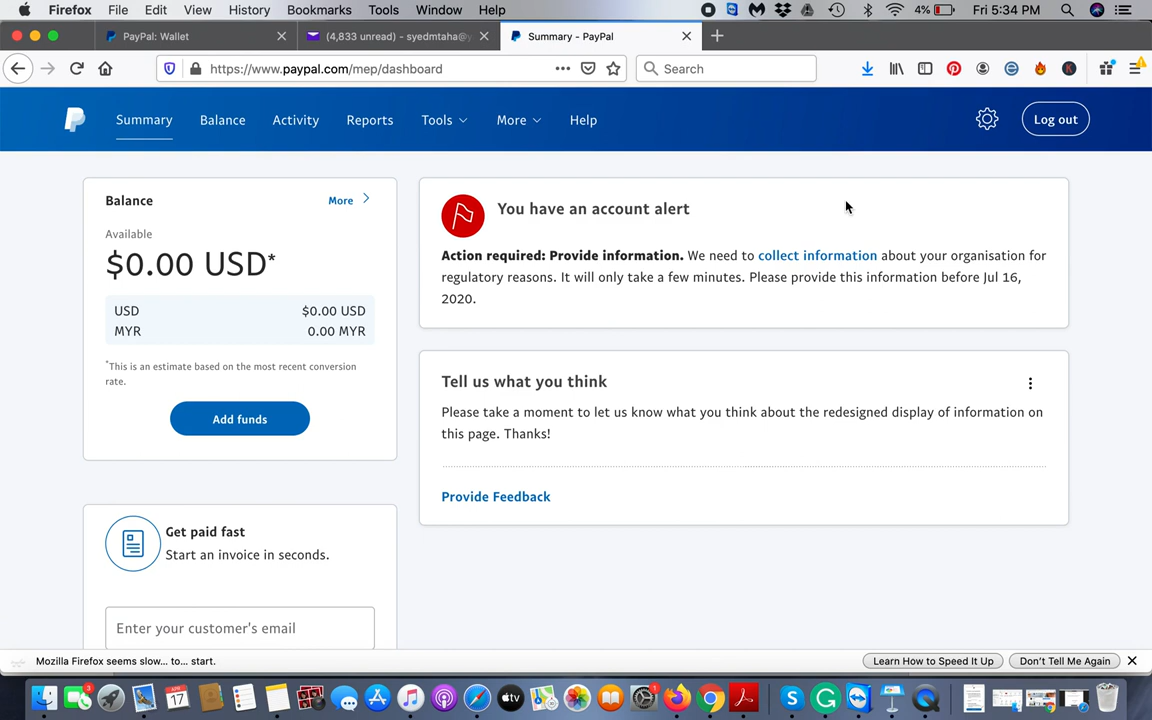 Firefox File Edit View History Bookmarks Tools Window Help 4% Fri 5:34 PM
PayPal: Wallet (4,833 unread) - syedmtaha@y Summary - PayPal
https://www.paypal.com/mep/dashboard Search
Summary Balance Activity Reports Tools More Help Log out
Balance More
Available
$0.00 USD*
USD $0.00 USD
MYR 0.00 MYR
*This is an estimate based on the most recent conversion
rate.
Add funds
Get paid fast
Start an invoice in seconds.
Enter your customer's email
You have an account alert
Action required: Provide information. We need to collect information about your organisation for
regulatory reasons. It will only take a few minutes. Please provide this information before Jul 16,
2020.
Tell us what you think
Please take a moment to let us know what you think about the redesigned display of information on
this page. Thanks!
Provide Feedback
Mozilla Firefox seems slow... to... start. Learn How to Speed It Up Don't Tell Me Again
3 APR 17 tv 1